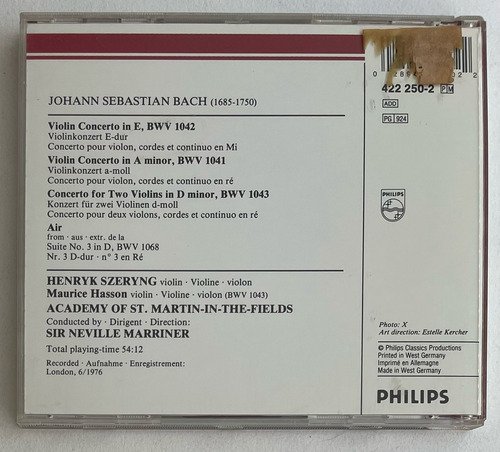 JOHANN SEBASTIAN BACH (1685-1750)
Violin Concerto in E, BWV 1042
Violinkonzert E-dur
Concerto pour violon, cordes et continuo en Mi
Violin Concerto in A minor, BWV 1041
Violinkonzert a-moll
Concerto pour violon, cordes et continuo en ré
Concerto for Two Violins in D minor, BWV 1043
Konzert für zwei Violinen d-moll
Concerto pour deux violons, cordes et continuo en ré
Air
from · aus · extr. de la
Suite No. 3 in D, BWV 1068
Nr. 3 D-dur · n° 3 en Ré
HENRYK SZERYNG violin · Violine · violon
Maurice Hasson violin · Violine · violon (BWV 1043)
ACADEMY OF ST. MARTIN-IN-THE-FIELDS
Conducted by · Dirigent · Direction:
SIR NEVILLE MARRINER
Total playing-time 54:12
Recorded · Aufnahme · Enregistrement:
London, 6/1976
422 250-2 PM
ADD
PG 924
PHILIPS
Photo: X
Art direction: Estelle Kercher
© Philips Classics Productions
Printed in West Germany
Imprimé en Allemagne
Made in West Germany
PHILIPS